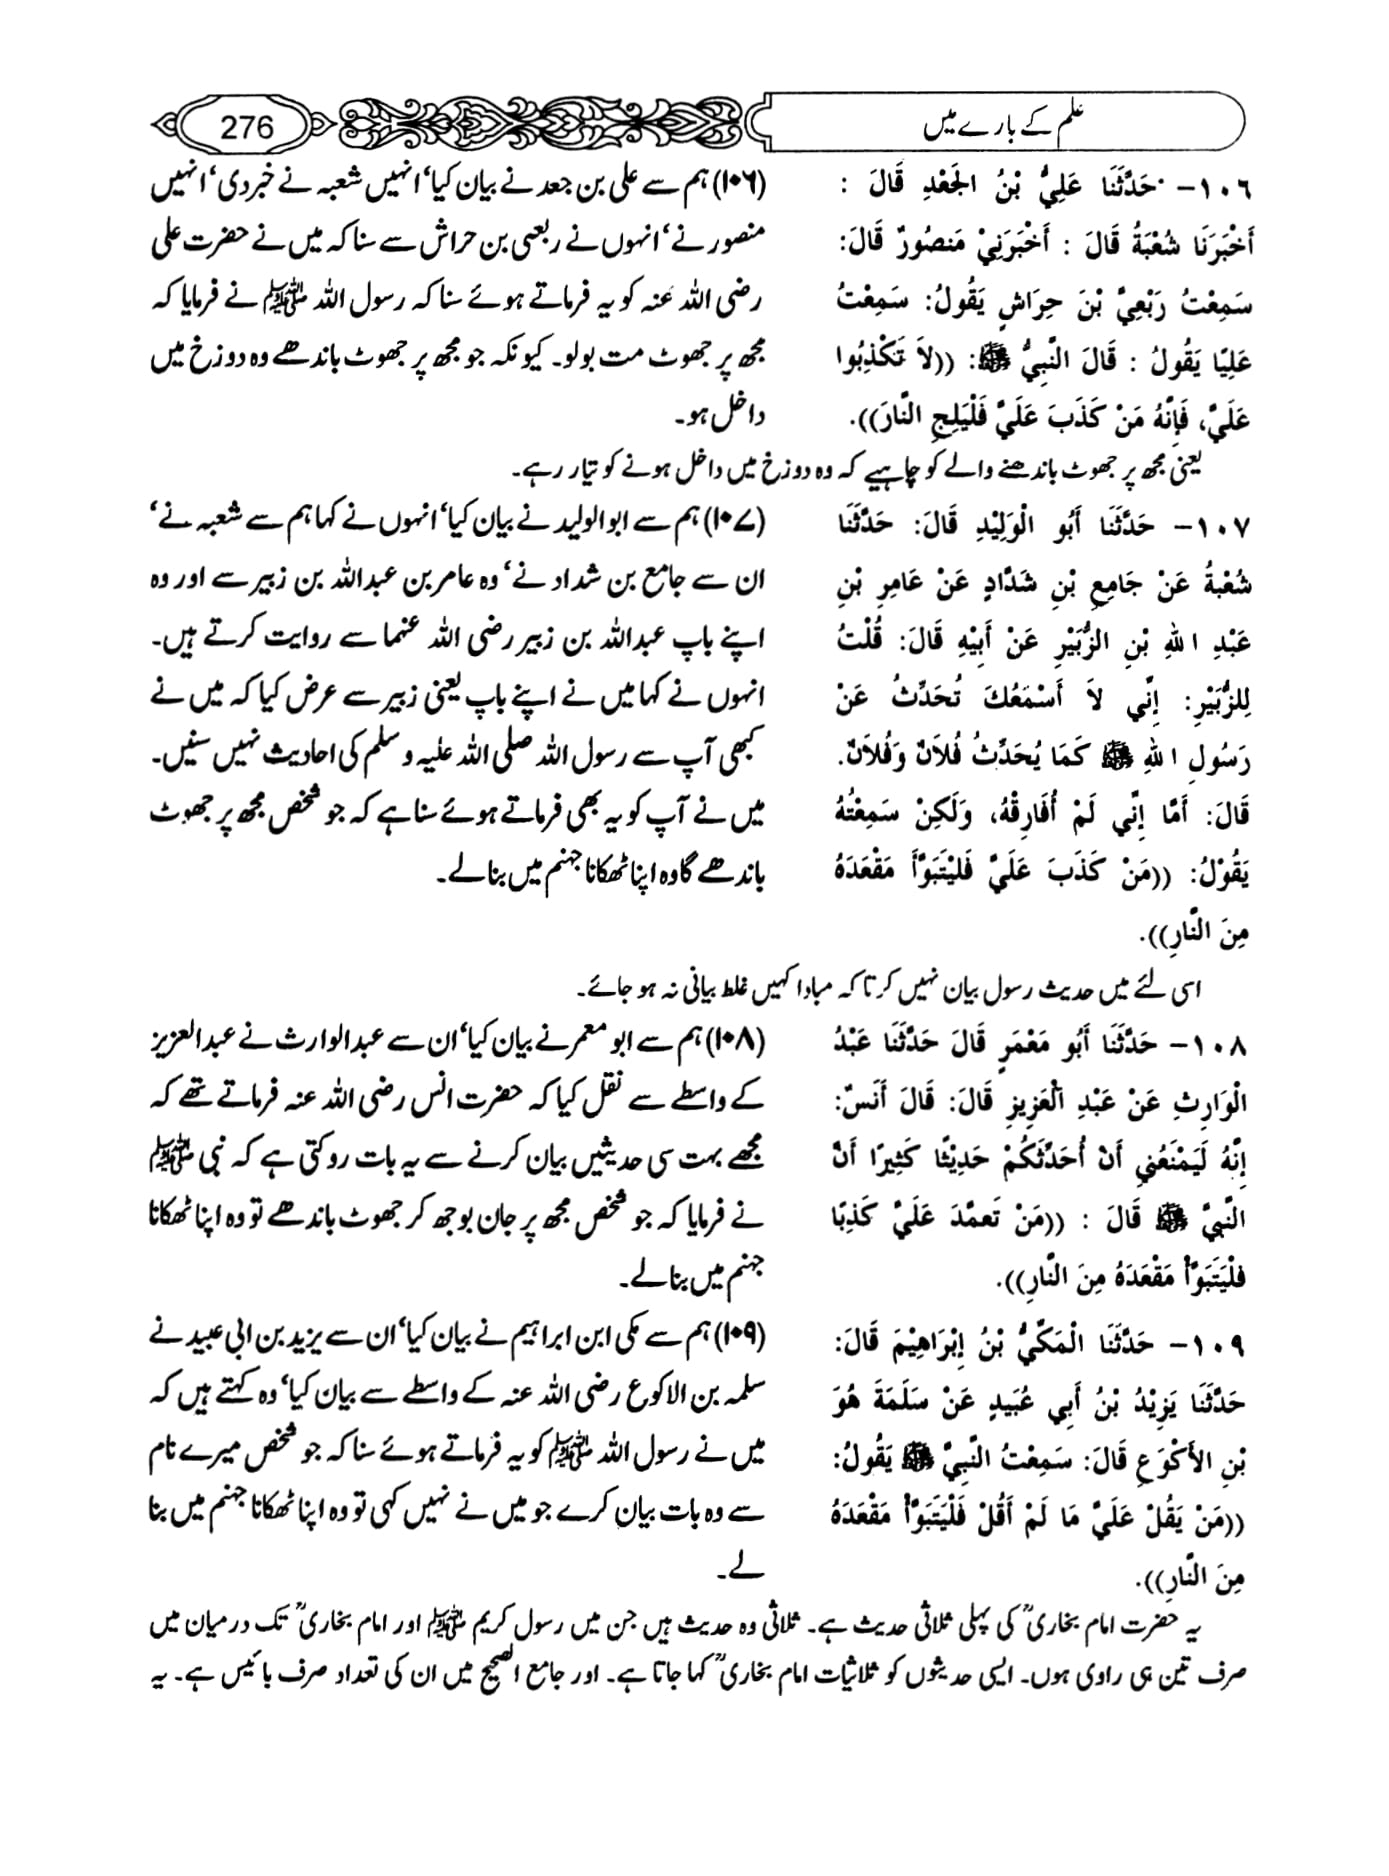 علم کے بارے میں
276
١٠٦- حَدَّثَنَا عَلِيُّ بْنُ الجَعْدِ قَالَ :
أَخْبَرَنَا شُعْبَةُ قَالَ : أَخْبَرَنِيْ مَنصُورٌ قَالَ:
سَمِعْتُ رَبْعِيَّ بْنَ حِرَاشٍ يَقُولُ: سَمِعْتُ
عَلِيًا يَقُولُ : قَالَ النَّبِيُّ ﷺ: ((لاَ تَكْذِبُوا
عَلَيَّ، فَإِنَّهُ مَنْ كَذَبَ عَلَيَّ فَلْيَلِجِ النَّارَ)).
(۱۰۶) ہم سے علی بن جعد نے بیان کیا‘ انہیں شعبہ نے خبر دی‘ انہیں
منصور نے‘ انہوں نے ربعی بن حراش سے سنا کہ میں نے حضرت علی
رضی اللہ عنہ کو یہ فرماتے ہوئے سنا کہ رسول اللہ ﷺ نے فرمایا کہ
مجھ پر جھوٹ مت بولو۔ کیونکہ جو مجھ پر جھوٹ باندھے وہ دوزخ میں
داخل ہو۔
یعنی مجھ پر جھوٹ باندھنے والے کو چاہیے کہ وہ دوزخ میں داخل ہونے کو تیار رہے۔
١٠٧- حَدَّثَنَا أَبُو الْوَلِيْدِ قَالَ: حَدَّثَنَا
شُعْبَةُ عَنْ جَامِعِ بْنِ شَدَّادٍ عَنْ عَامِرِ بْنِ
عَبْدِ اللهِ بْنِ الزُّبَيْرِ عَنْ أَبِيْهِ قَالَ: قُلْتُ
لِلزُّبَيْرِ: إِنَّي لاَ أَسْمَعُكَ تُحَدِّثُ عَنْ
رَسُولِ اللهِ ﷺ كَمَا يُحَدِّثُ فُلاَنٌ وَفُلاَنٌ.
قَالَ: أَمَّا إِنَّي لَمْ أُفَارِقْهُ، وَلَكِنْ سَمِعْتُهُ
يَقُوْلُ: ((مَنْ كَذَبَ عَلَيَّ فَلْيَتَبَوَّأ مَقْعَدَهُ
مِنَ النَّارِ)).
(۱۰۷) ہم سے ابوالولید نے بیان کیا‘ انہوں نے کہا ہم سے شعبہ نے‘
ان سے جامع بن شداد نے‘ وہ عامر بن عبداللہ بن زبیر سے اور وہ
اپنے باپ عبداللہ بن زبیر رضی اللہ عنہما سے روایت کرتے ہیں۔
انہوں نے کہا میں نے اپنے باپ یعنی زبیر سے عرض کیا کہ میں نے
کبھی آپ سے رسول اللہ صلی اللہ علیہ و سلم کی احادیث نہیں سنیں۔
میں نے آپ کو یہ بھی فرماتے ہوئے سنا ہے کہ جو شخص مجھ پر جھوٹ
باندھے گا وہ اپنا ٹھکانا جہنم میں بنا لے۔
اسی لئے میں حدیث رسول بیان نہیں کرتا کہ مبادا کہیں غلط بیانی نہ ہو جائے۔
١٠٨- حَدَّثَنَا أَبُو مَعْمَرٍ قَالَ حَدَّثَنَا عَبْدُ
الْوَارِثِ عَنْ عَبْدِ الْعَزِيزِ قَالَ: قَالَ أَنَسٌ:
إِنَّهُ لَيَمْنَعُنِي أَنْ أُحَدِّثَكُمْ حَدِيْثًا كَثِيرًا أَنَّ
النَّبِيَّ ﷺ قَالَ : ((مَنْ تَعَمَّدَ عَلَيَّ كَذِبًا
فَلْيَتَبَوَّأْ مَقْعَدَهُ مِنَ النَّارِ)).
(۱۰۸) ہم سے ابو معمر نے بیان کیا‘ ان سے عبدالوارث نے عبدالعزیز
کے واسطے سے نقل کیا کہ حضرت انس رضی اللہ عنہ فرماتے تھے کہ
مجھے بہت سی حدیثیں بیان کرنے سے یہ بات روکتی ہے کہ نبی ﷺ
نے فرمایا کہ جو شخص مجھ پر جان بوجھ کر جھوٹ باندھے تو وہ اپنا ٹھکانا
جہنم میں بنا لے۔
١٠٩- حَدَّثَنَا الْمَكِّيُّ بْنُ إِبْرَاهِيْمَ قَالَ:
حَدَّثَنَا يَزِيْدُ بْنُ أَبِي عُبَيدٍ عَنْ سَلَمَةَ هُوَ
بْنِ الأَكْوَعِ قَالَ: سَمِعْتُ النَّبِيَّ ﷺ يَقُولُ:
((مَنْ يَقُلْ عَلَيَّ مَا لَمْ أَقُلْ فَلْيَتَبَوَّأْ مَقْعَدَهُ
مِنَ النَّارِ)).
(۱۰۹) ہم سے مکی ابن ابراہیم نے بیان کیا‘ ان سے یزید بن ابی عبید نے
سلمہ بن الاکوع رضی اللہ عنہ کے واسطے سے بیان کیا‘ وہ کہتے ہیں کہ
میں نے رسول اللہ ﷺ کو یہ فرماتے ہوئے سنا کہ جو شخص میرے نام
سے وہ بات بیان کرے جو میں نے نہیں کہی تو وہ اپنا ٹھکانا جہنم میں بنا
لے۔
یہ حضرت امام بخاریؒ کی پہلی ثلاثی حدیث ہے۔ ثلاثی وہ حدیث ہیں جن میں رسول کریم ﷺ اور امام بخاریؒ تک درمیان میں
صرف تین ہی راوی ہوں۔ ایسی حدیثوں کو ثلاثیات امام بخاریؒ کہا جاتا ہے۔ اور جامع الصحیح میں ان کی تعداد صرف بائیس ہے۔ یہ